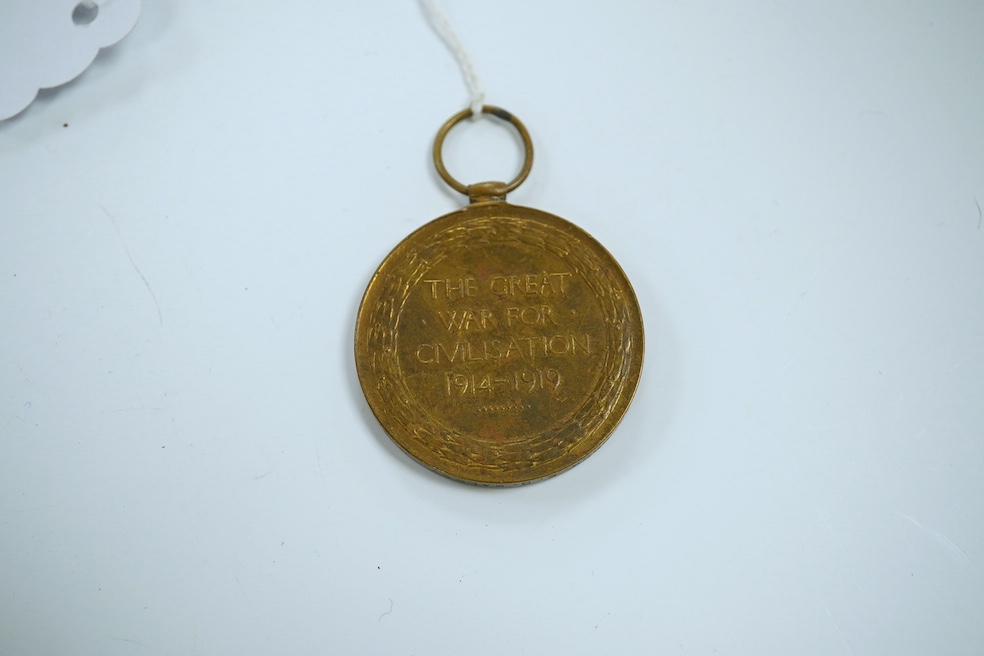 THE GREAT
· WAR FOR ·
CIVILISATION
1914-1919